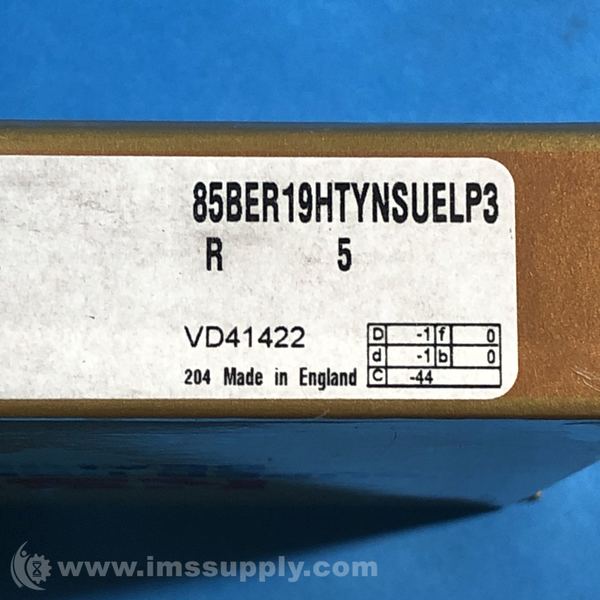 85BER19HTYNSUELP3
R 5
VD41422
D -1 f 0
d -1 b 0
C -44
204 Made in England
www.imssupply.com